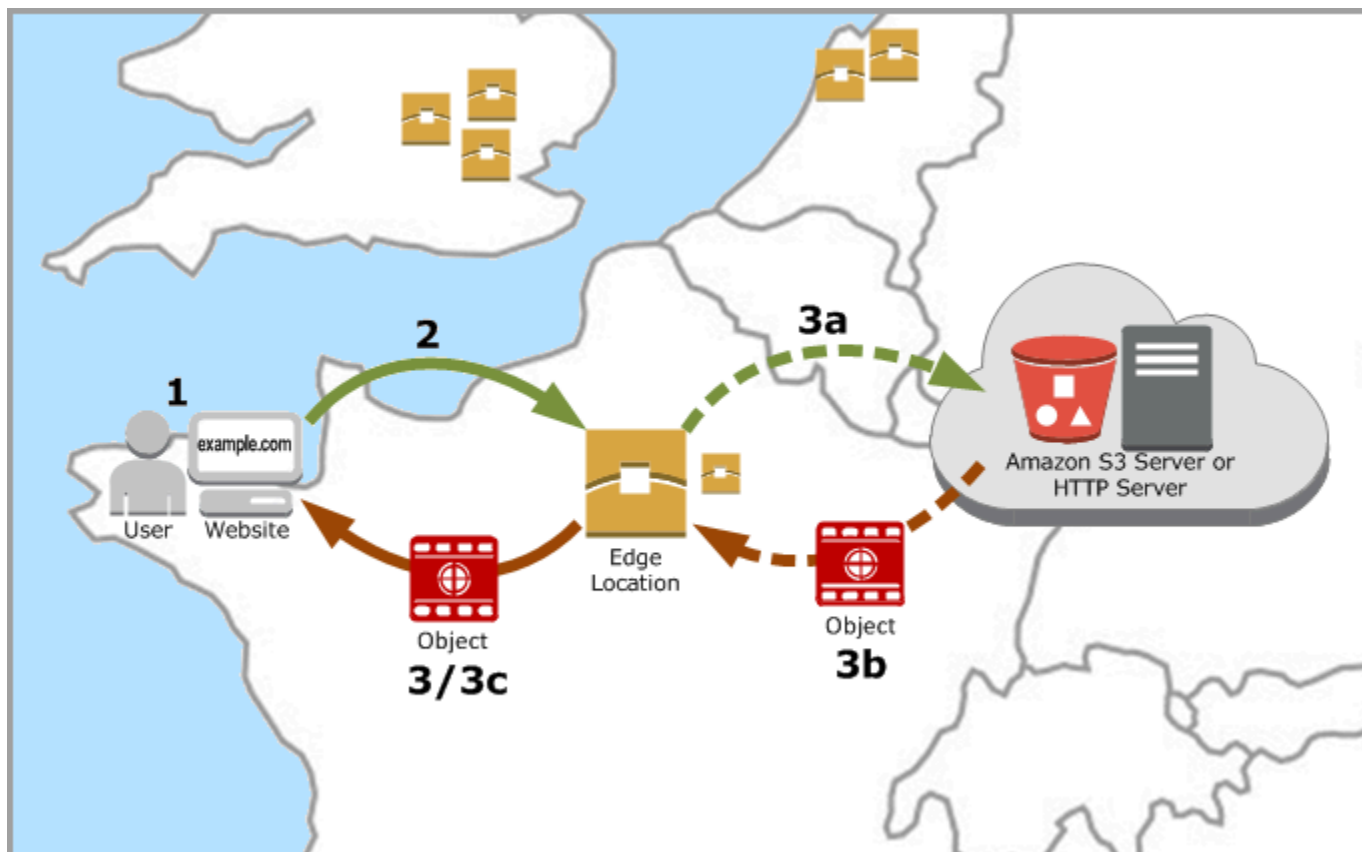 2
3a
1
example.com
User
Website
Edge
Location
Amazon S3 Server or
HTTP Server
Object
3/3c
Object
3b